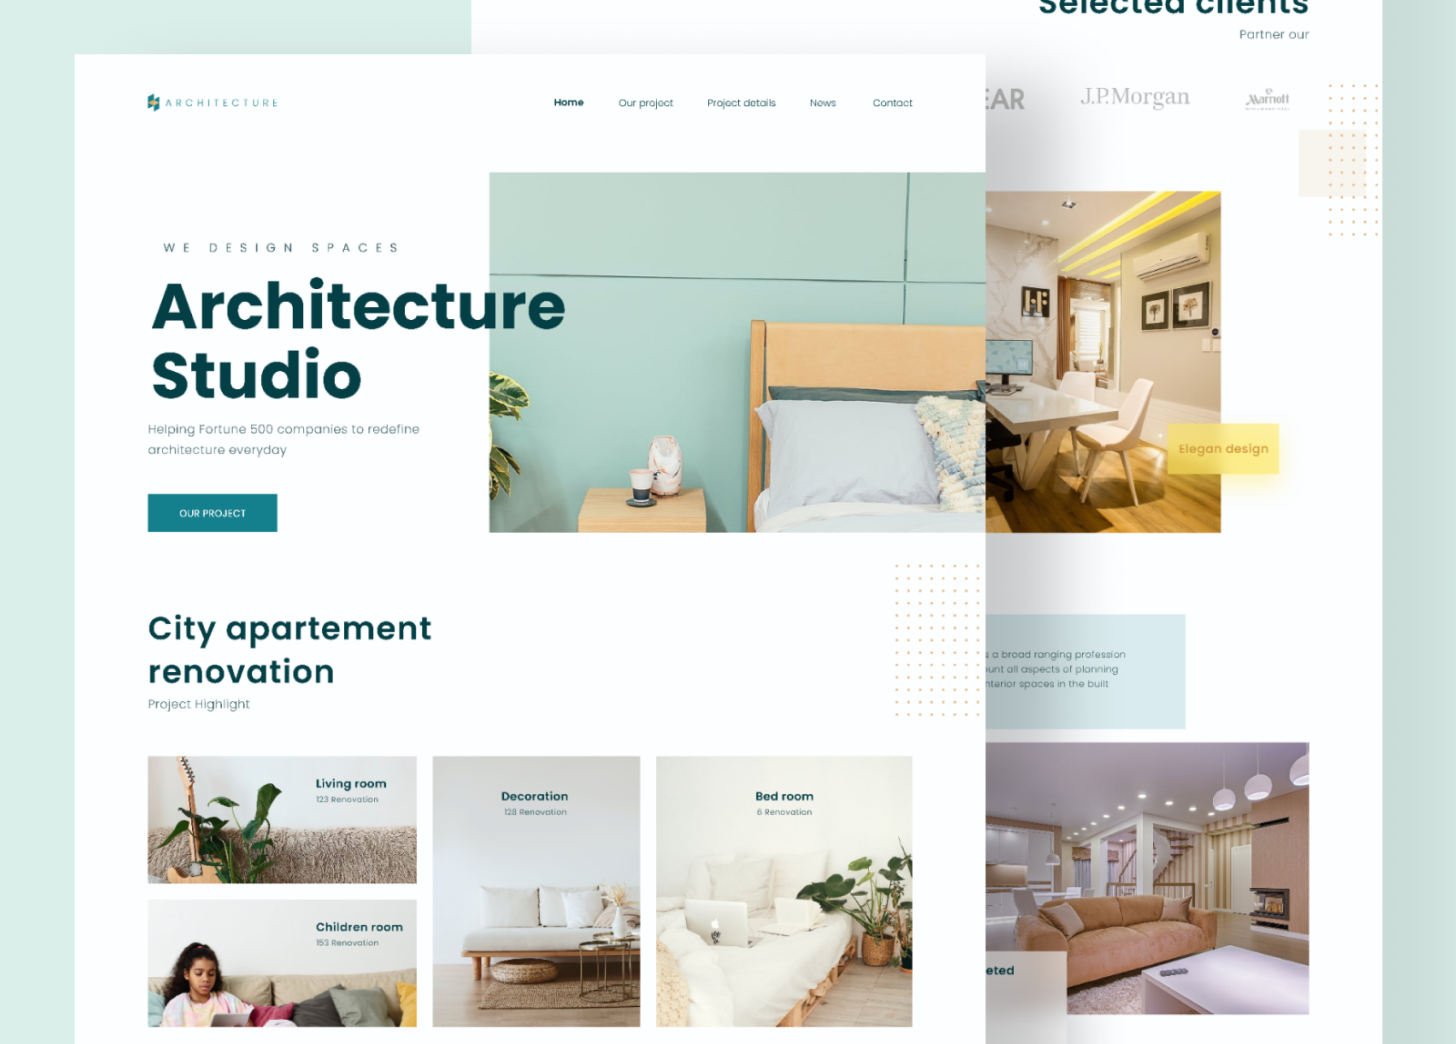 ARCHITECTURE
Home Our project Project details News Contact
WE DESIGN SPACES
Architecture
Studio
Helping Fortune 500 companies to redefine
architecture everyday
OUR PROJECT
City apartement
renovation
Project Highlight
Living room
123 Renovation
Children room
153 Renovation
Decoration
128 Renovation
Bed room
6 Renovation
Selected clients
Partner our
EAR J.P.Morgan Marriott
Elegan design
s a broad ranging profession
unt all aspects of planning
nterior spaces in the built
eted